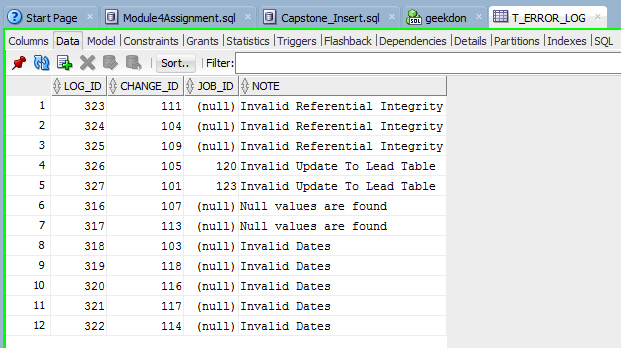 Start Page Module4Assignment.sql Capstone_Insert.sql geekdon T_ERROR_LOG
Columns Data Model Constraints Grants Statistics Triggers Flashback Dependencies Details Partitions Indexes SQL
Sort.. Filter:
LOG_ID CHANGE_ID JOB_ID NOTE
1 323 111 (null) Invalid Referential Integrity
2 324 104 (null) Invalid Referential Integrity
3 325 109 (null) Invalid Referential Integrity
4 326 105 120 Invalid Update To Lead Table
5 327 101 123 Invalid Update To Lead Table
6 316 107 (null) Null values are found
7 317 113 (null) Null values are found
8 318 103 (null) Invalid Dates
9 319 118 (null) Invalid Dates
10 320 116 (null) Invalid Dates
11 321 117 (null) Invalid Dates
12 322 114 (null) Invalid Dates